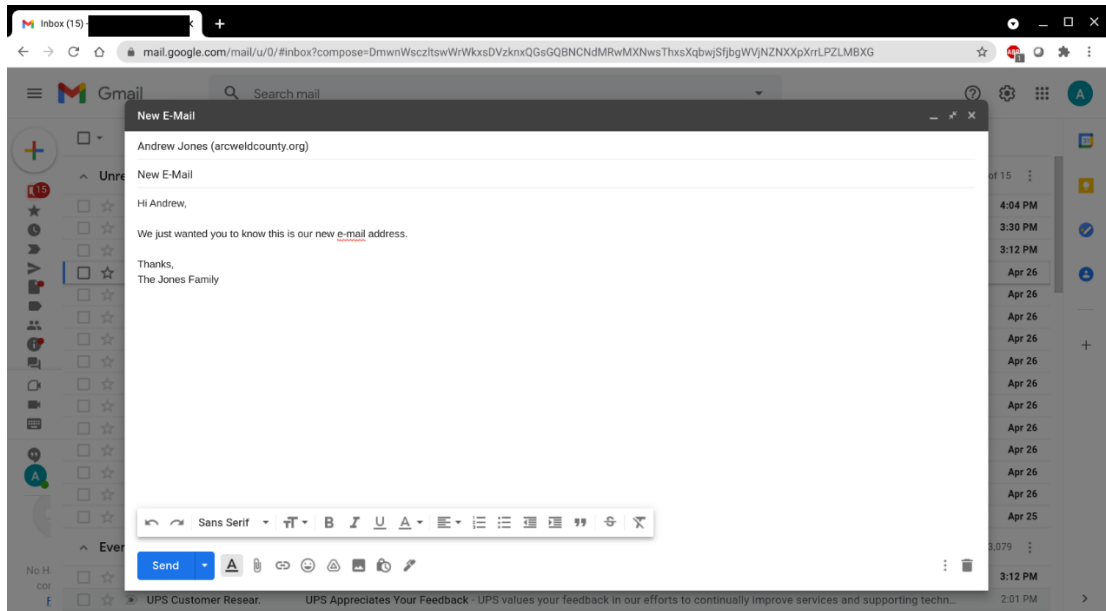 Inbox (15) -
mail.google.com/mail/u/0/#inbox?compose=DmwnWsczltswWrWkxsDVzknxQGsGQBNCNdMRwMXNwsThxsXqbwjSfjbgWVjNZNXXpXrrLPZLMBXG
ABP
1
Gmail
Search mail
A
New E-Mail
Andrew Jones (arcweldcounty.org)
Unre
of 15
New E-Mail
15
Hi Andrew,
4:04 PM
We just wanted you to know this is our new e-mail address.
3:30 PM
3:12 PM
Thanks,
Apr 26
The Jones Family
Apr 26
Apr 26
Apr 26
Apr 26
Apr 26
Apr 26
Apr 26
Apr 26
Apr 26
Apr 26
A
Apr 25
Sans Serif
B I U A
Ever
3,079
Send
A
No H
3:12 PM
UPS Customer Resear.
UPS Appreciates Your Feedback - UPS values your feedback in our efforts to continually improve services and supporting techn...
2:01 PM